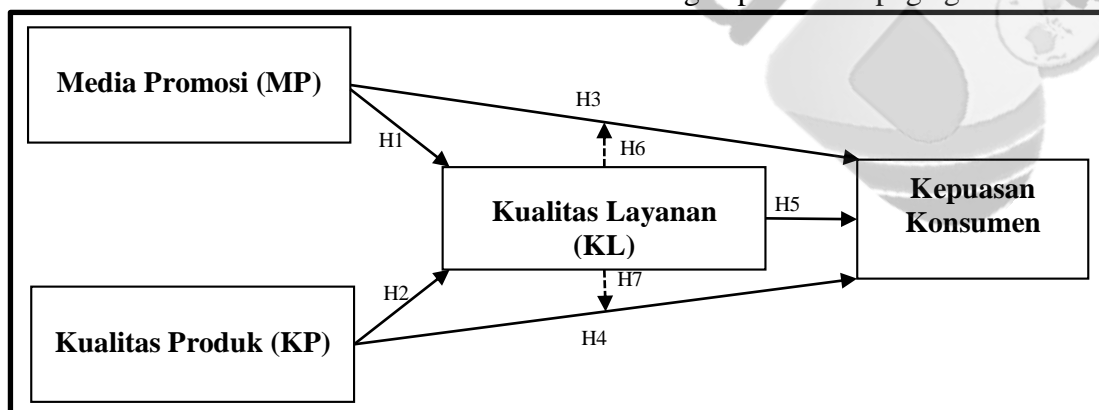 Media Promosi (MP)
H3
H1
H6
Kualitas Layanan
(KL)
H5
Kepuasan
Konsumen
H2
H7
Kualitas Produk (KP)
H4